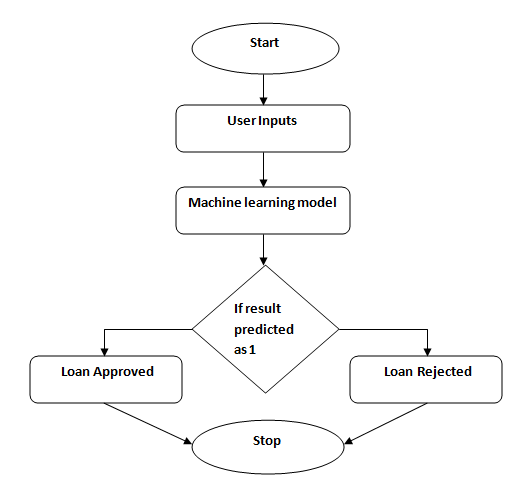 Start
User Inputs
Machine learning model
If result
predicted
as 1
Loan Approved
Loan Rejected
Stop